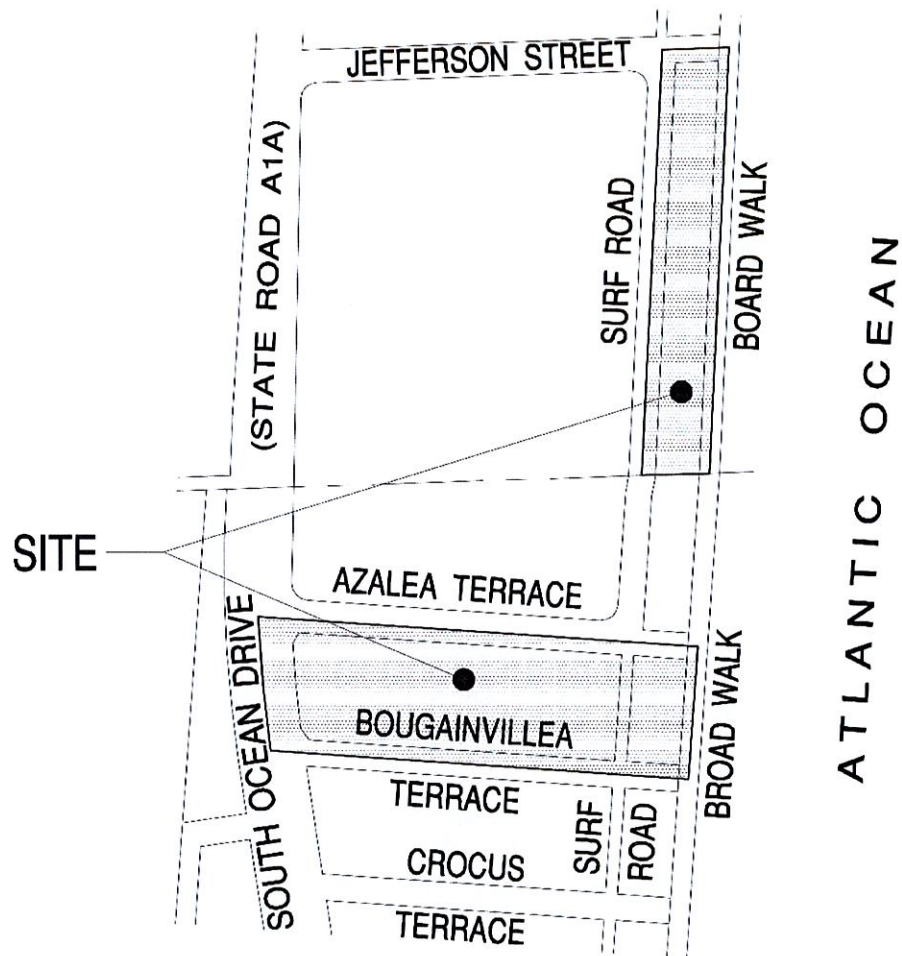 JEFFERSON STREET
(STATE ROAD A1A)
SURF ROAD
BOARD WALK
ATLANTIC OCEAN
SITE
AZALEA TERRACE
SOUTH OCEAN DRIVE
BOUGAINVILLEA
TERRACE
BROAD WALK
SURF
ROAD
CROCUS
TERRACE